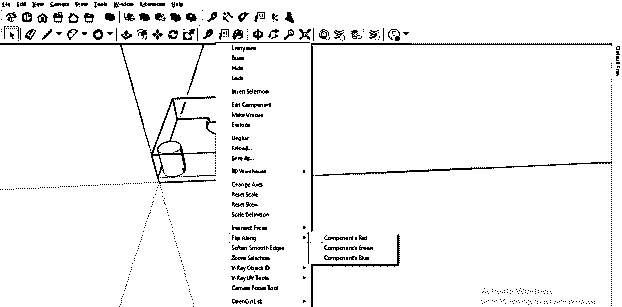 File Edit View Camera Draw Tools Window Extensions Help
Default Tray
Entity Info
Erase
Hide
Lock
Invert Selection
Edit Component
Make Unique
Explode
Unglue
Reload...
Save As...
3D Warehouse
Change Axes
Reset Scale
Reset Skew
Scale Definition
Intersect Faces
Flip Along
Component's Red
Component's Green
Component's Blue
Soften/Smooth Edges
Zoom Selection
V-Ray Object ID
V-Ray UV Tools
Camera Focus Tool
OpenCutList
Activate Windows